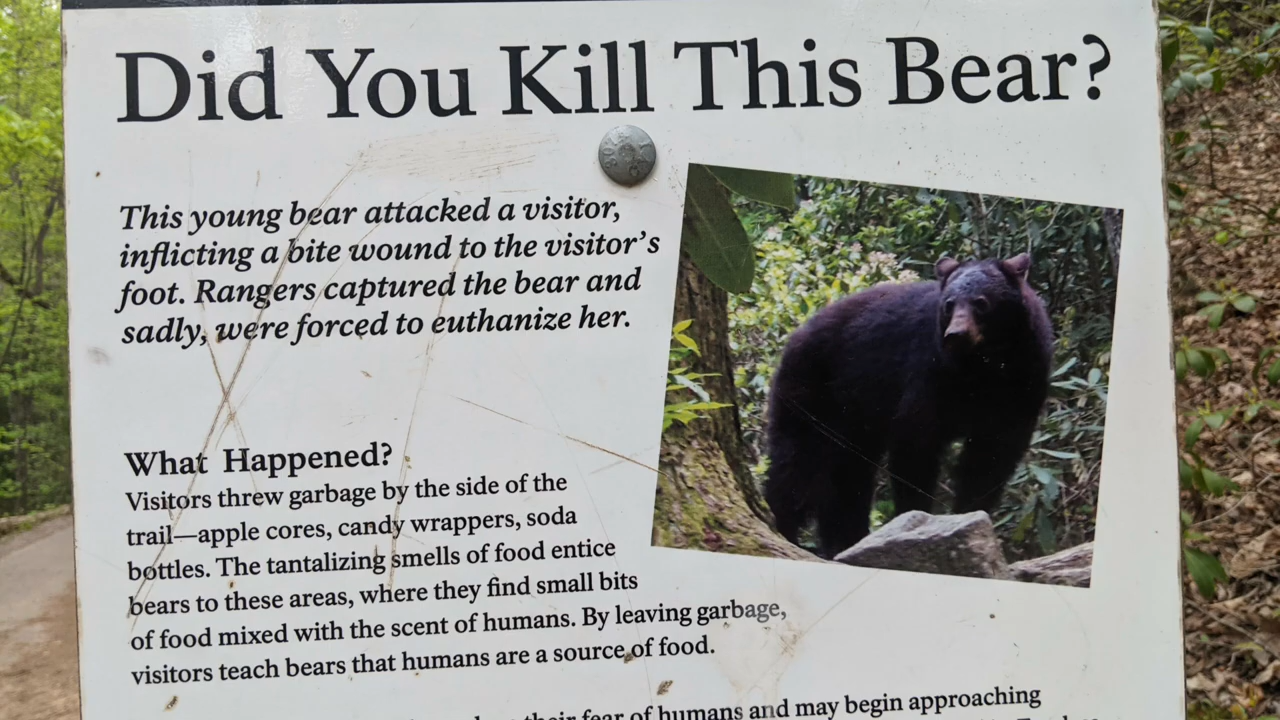 Did You Kill This Bear?
This young bear attacked a visitor,
inflicting a bite wound to the visitor's
foot. Rangers captured the bear and
sadly, were forced to euthanize her.
What Happened?
Visitors threw garbage by the side of the
trail—apple cores, candy wrappers, soda
bottles. The tantalizing smells of food entice
bears to these areas, where they find small bits
of food mixed with the scent of humans. By leaving garbage,
visitors teach bears that humans are a source of food.
their fear of humans and may begin approaching